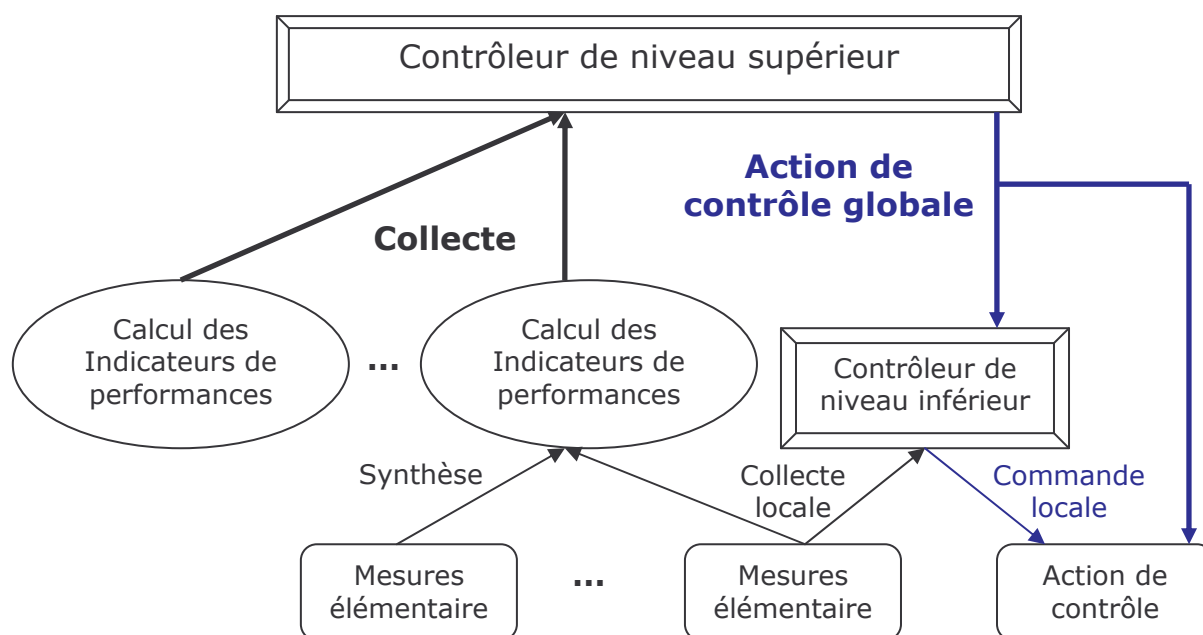 Contrôleur de niveau supérieur
Action de
contrôle globale
Collecte
Calcul des
Indicateurs de
performances
...
Calcul des
Indicateurs de
performances
Contrôleur de
niveau inférieur
Synthèse
Collecte
locale
Commande
locale
Mesures
élémentaire
...
Mesures
élémentaire
Action de
contrôle